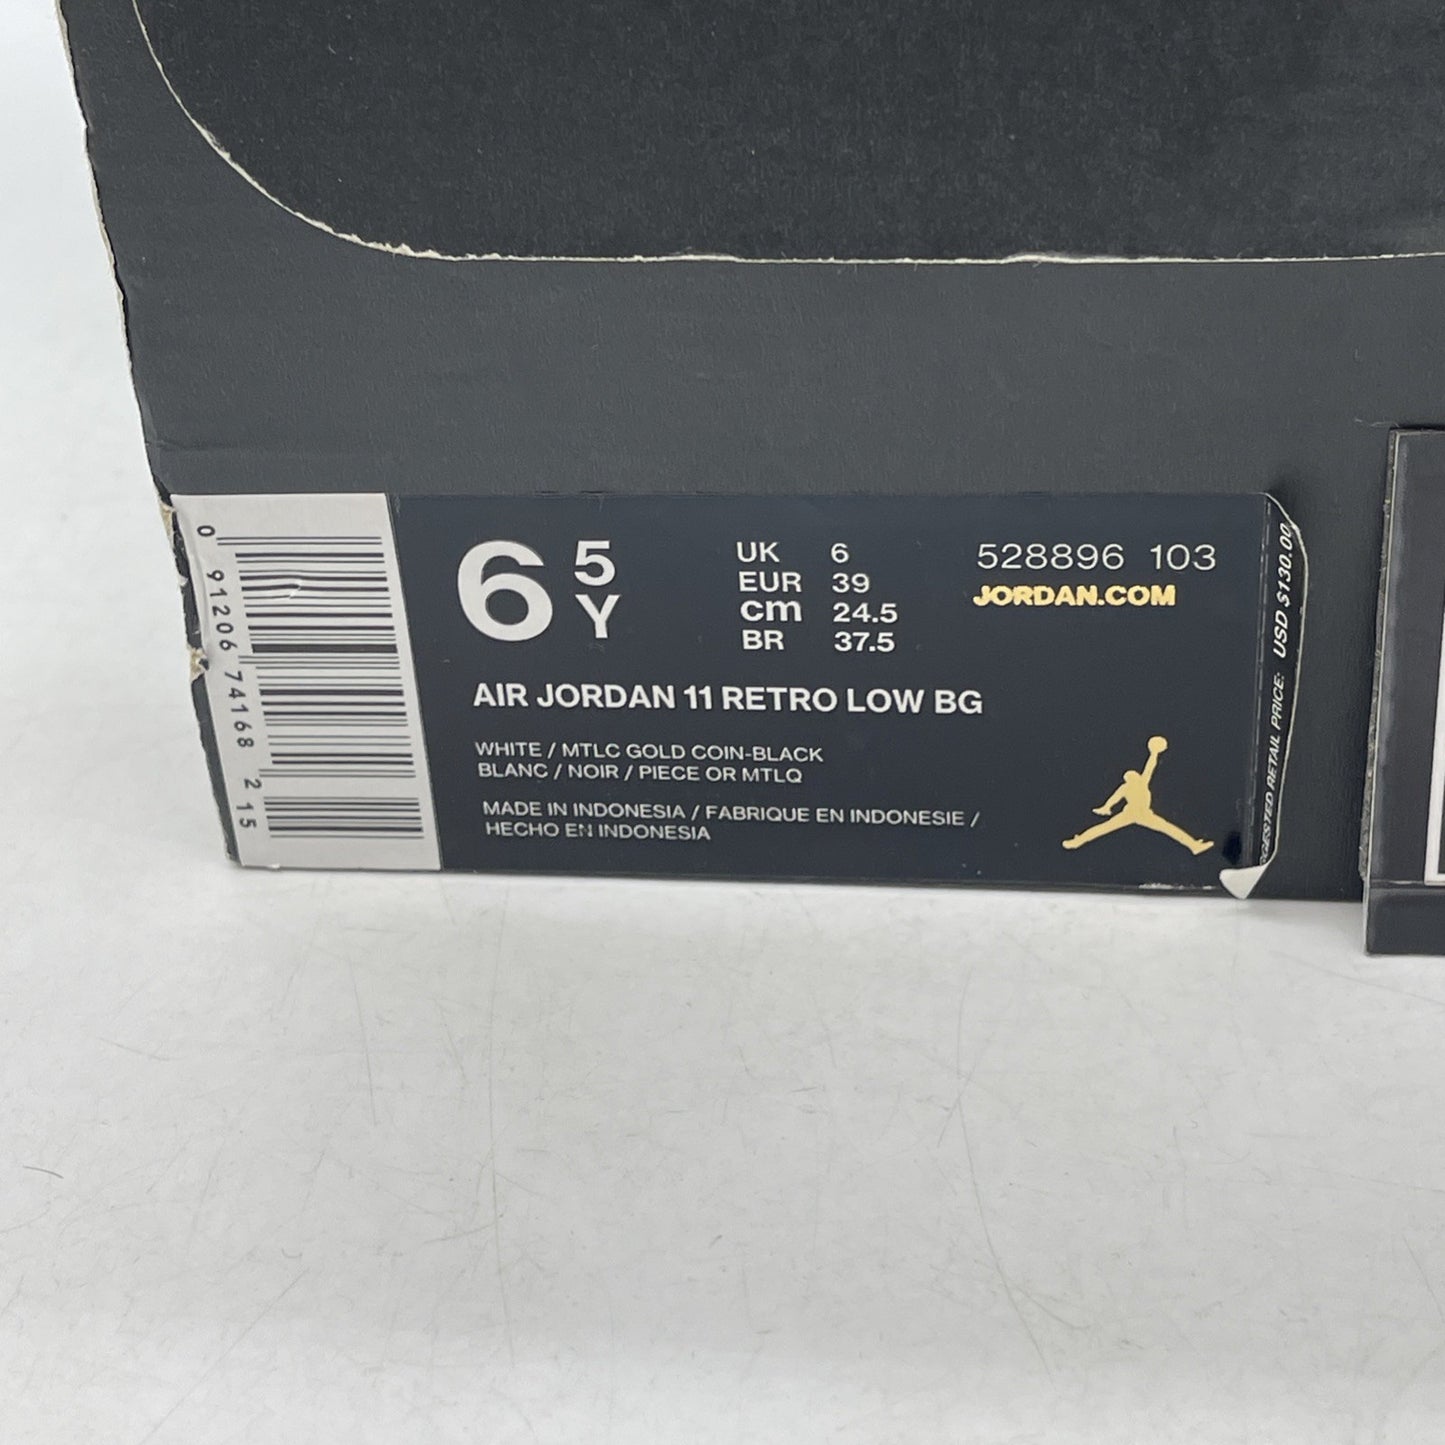 0 91206 74168 2 15
6 5 Y
UK 6
EUR 39
cm 24.5
BR 37.5
528896 103
JORDAN.COM
AIR JORDAN 11 RETRO LOW BG
WHITE / MTLC GOLD COIN-BLACK
BLANC / NOIR / PIECE OR MTLQ
MADE IN INDONESIA / FABRIQUE EN INDONESIE /
HECHO EN INDONESIA
RETAIL PRICE: USD $130.00